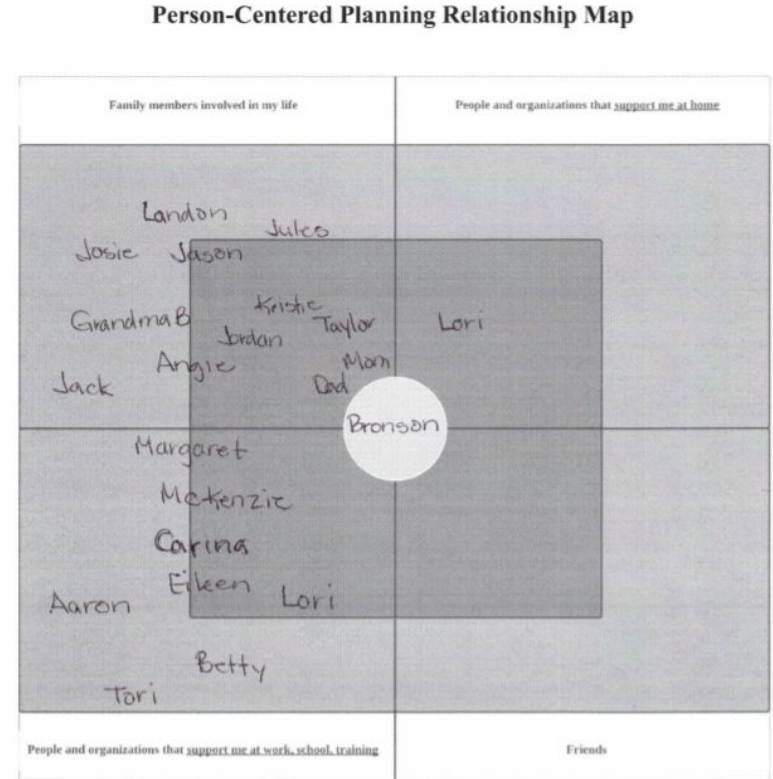 Person-Centered Planning Relationship Map
Family members involved in my life
People and organizations that support me at home
Landon
Jules
Josie
Jason
Kristie
Grandma B
Taylor
Lori
Jordan
Angie
Mom
Jack
Dad
Bronson
Margaret
McKenzie
Carina
Eileen
Lori
Aaron
Betty
Tori
People and organizations that support me at work, school, training
Friends